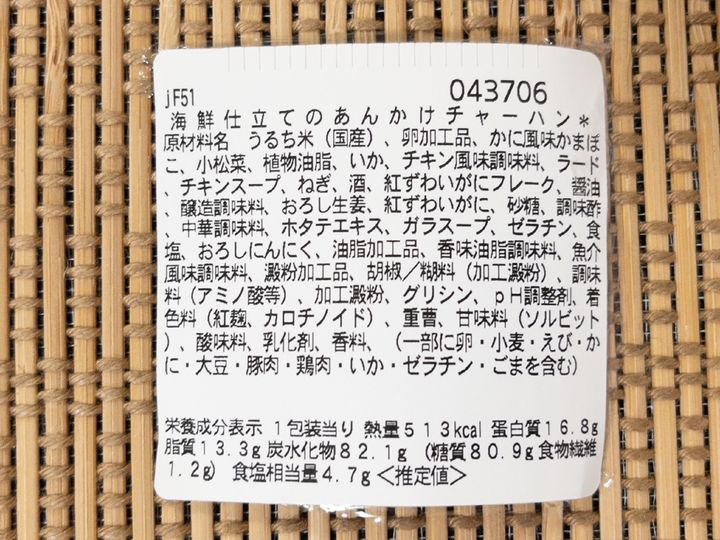 jF51 043706
海鮮仕立てのあんかけチャーハン*
原材料名 うるち米（国産）、卵加工品、かに風味かまぼ
こ、小松菜、植物油脂、いか、チキン風味調味料、ラード
、チキンスープ、ねぎ、酒、紅ずわいがにフレーク、醤油
、醸造調味料、おろし生姜、紅ずわいがに、砂糖、調味酢
、中華調味料、ホタテエキス、ガラスープ、ゼラチン、食
塩、おろしにんにく、油脂加工品、香味油脂調味料、魚介
風味調味料、澱粉加工品、胡椒／糊料（加工澱粉）、調味
料（アミノ酸等）、加工澱粉、グリシン、ｐＨ調整剤、着
色料（紅麹、カロチノイド）、重曹、甘味料（ソルビット
）、酸味料、乳化剤、香料、（一部に卵・小麦・えび・か
に・大豆・豚肉・鶏肉・いか・ゼラチン・ごまを含む）
栄養成分表示 １包装当り 熱量５１３kcal 蛋白質１６.８g
脂質１３.３g 炭水化物８２.１g （糖質８０.９g 食物繊維
１.２g） 食塩相当量４.７g＜推定値＞